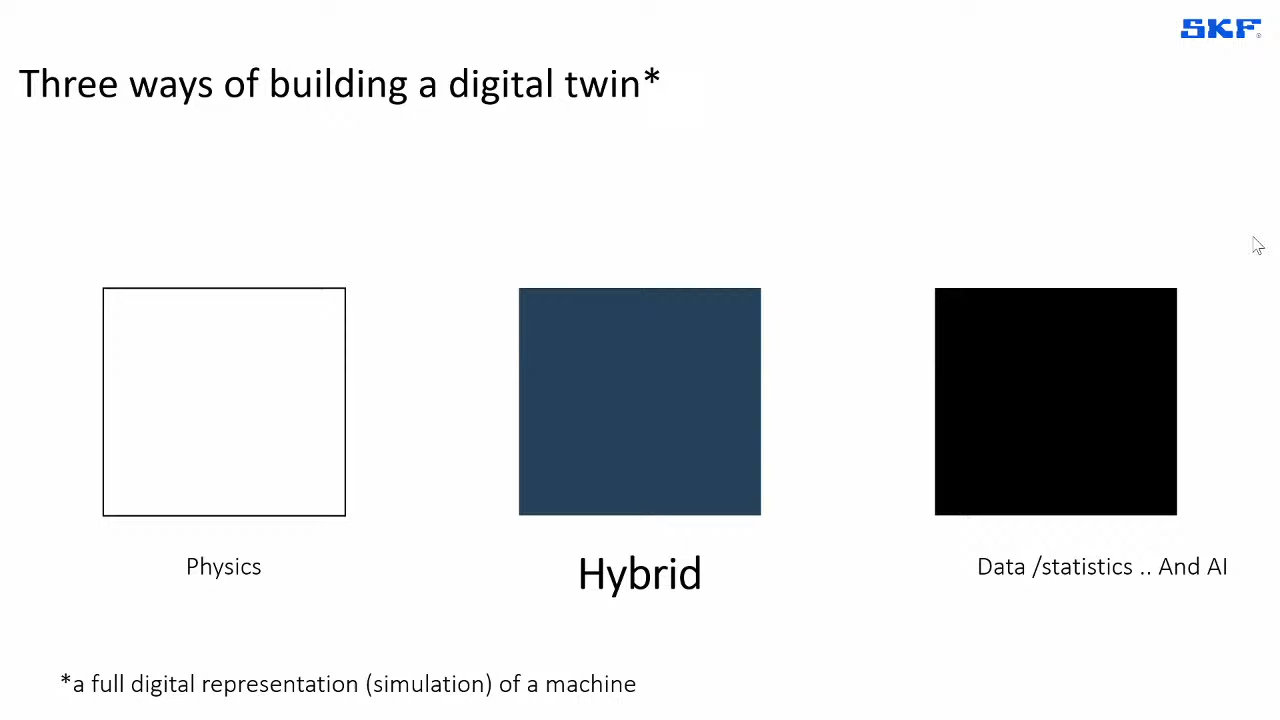 SKF®
Three ways of building a digital twin*
Physics
Hybrid
Data /statistics .. And AI
*a full digital representation (simulation) of a machine